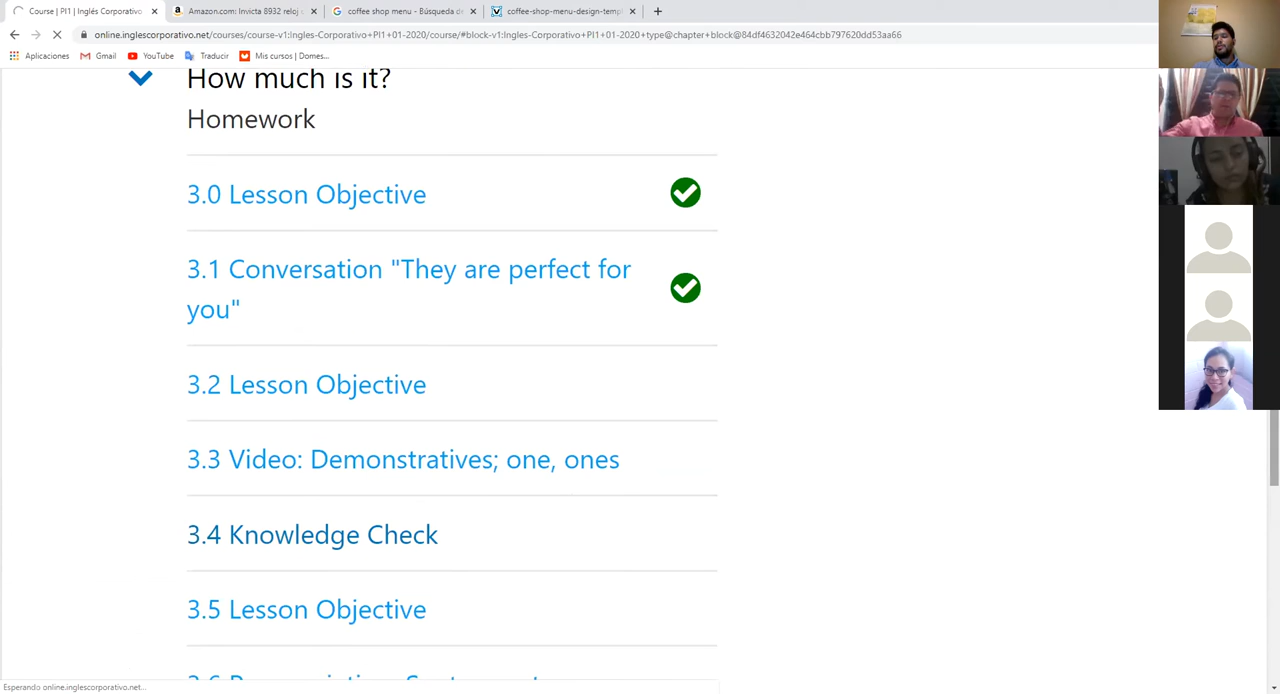 Course | PI1 | Inglés Corporativo
Amazon.com: Invicta 8932 reloj
coffee shop menu - Búsqueda d
coffee-shop-menu-design-temp
online.inglescorporativo.net/courses/course-v1:Ingles-Corporativo+PI1+01-2020/course/#block-v1:Ingles-Corporativo+PI1+01-2020+type@chapter+block@84df4632042e464cbb797620dd53aa66
Aplicaciones
Gmail
YouTube
Traducir
Mis cursos | Domes...
How much is it?
Homework
3.0 Lesson Objective
3.1 Conversation "They are perfect for
you"
3.2 Lesson Objective
3.3 Video: Demonstratives; one, ones
3.4 Knowledge Check
3.5 Lesson Objective
Esperando online.inglescorporativo.net...